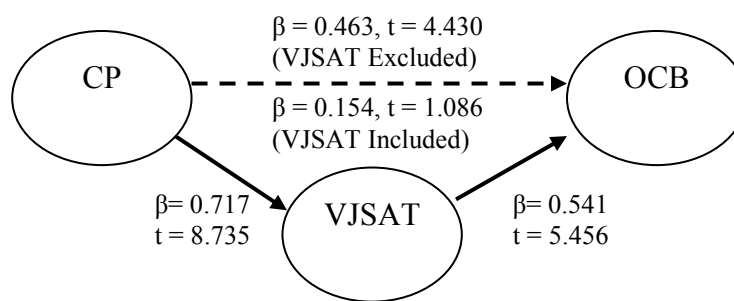 β = 0.463, t = 4.430
(VJSAT Excluded)
CP
OCB
β = 0.154, t = 1.086
(VJSAT Included)
VJSAT
β= 0.717
t = 8.735
β= 0.541
t = 5.456